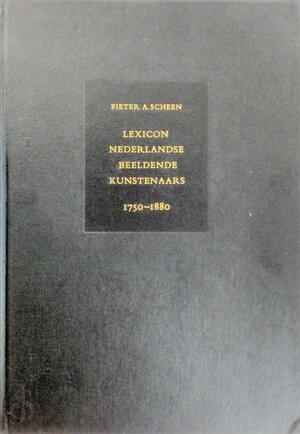 PIETER A. SCHEEN
LEXICON
NEDERLANDSE
BEELDENDE
KUNSTENAARS
1750–1880